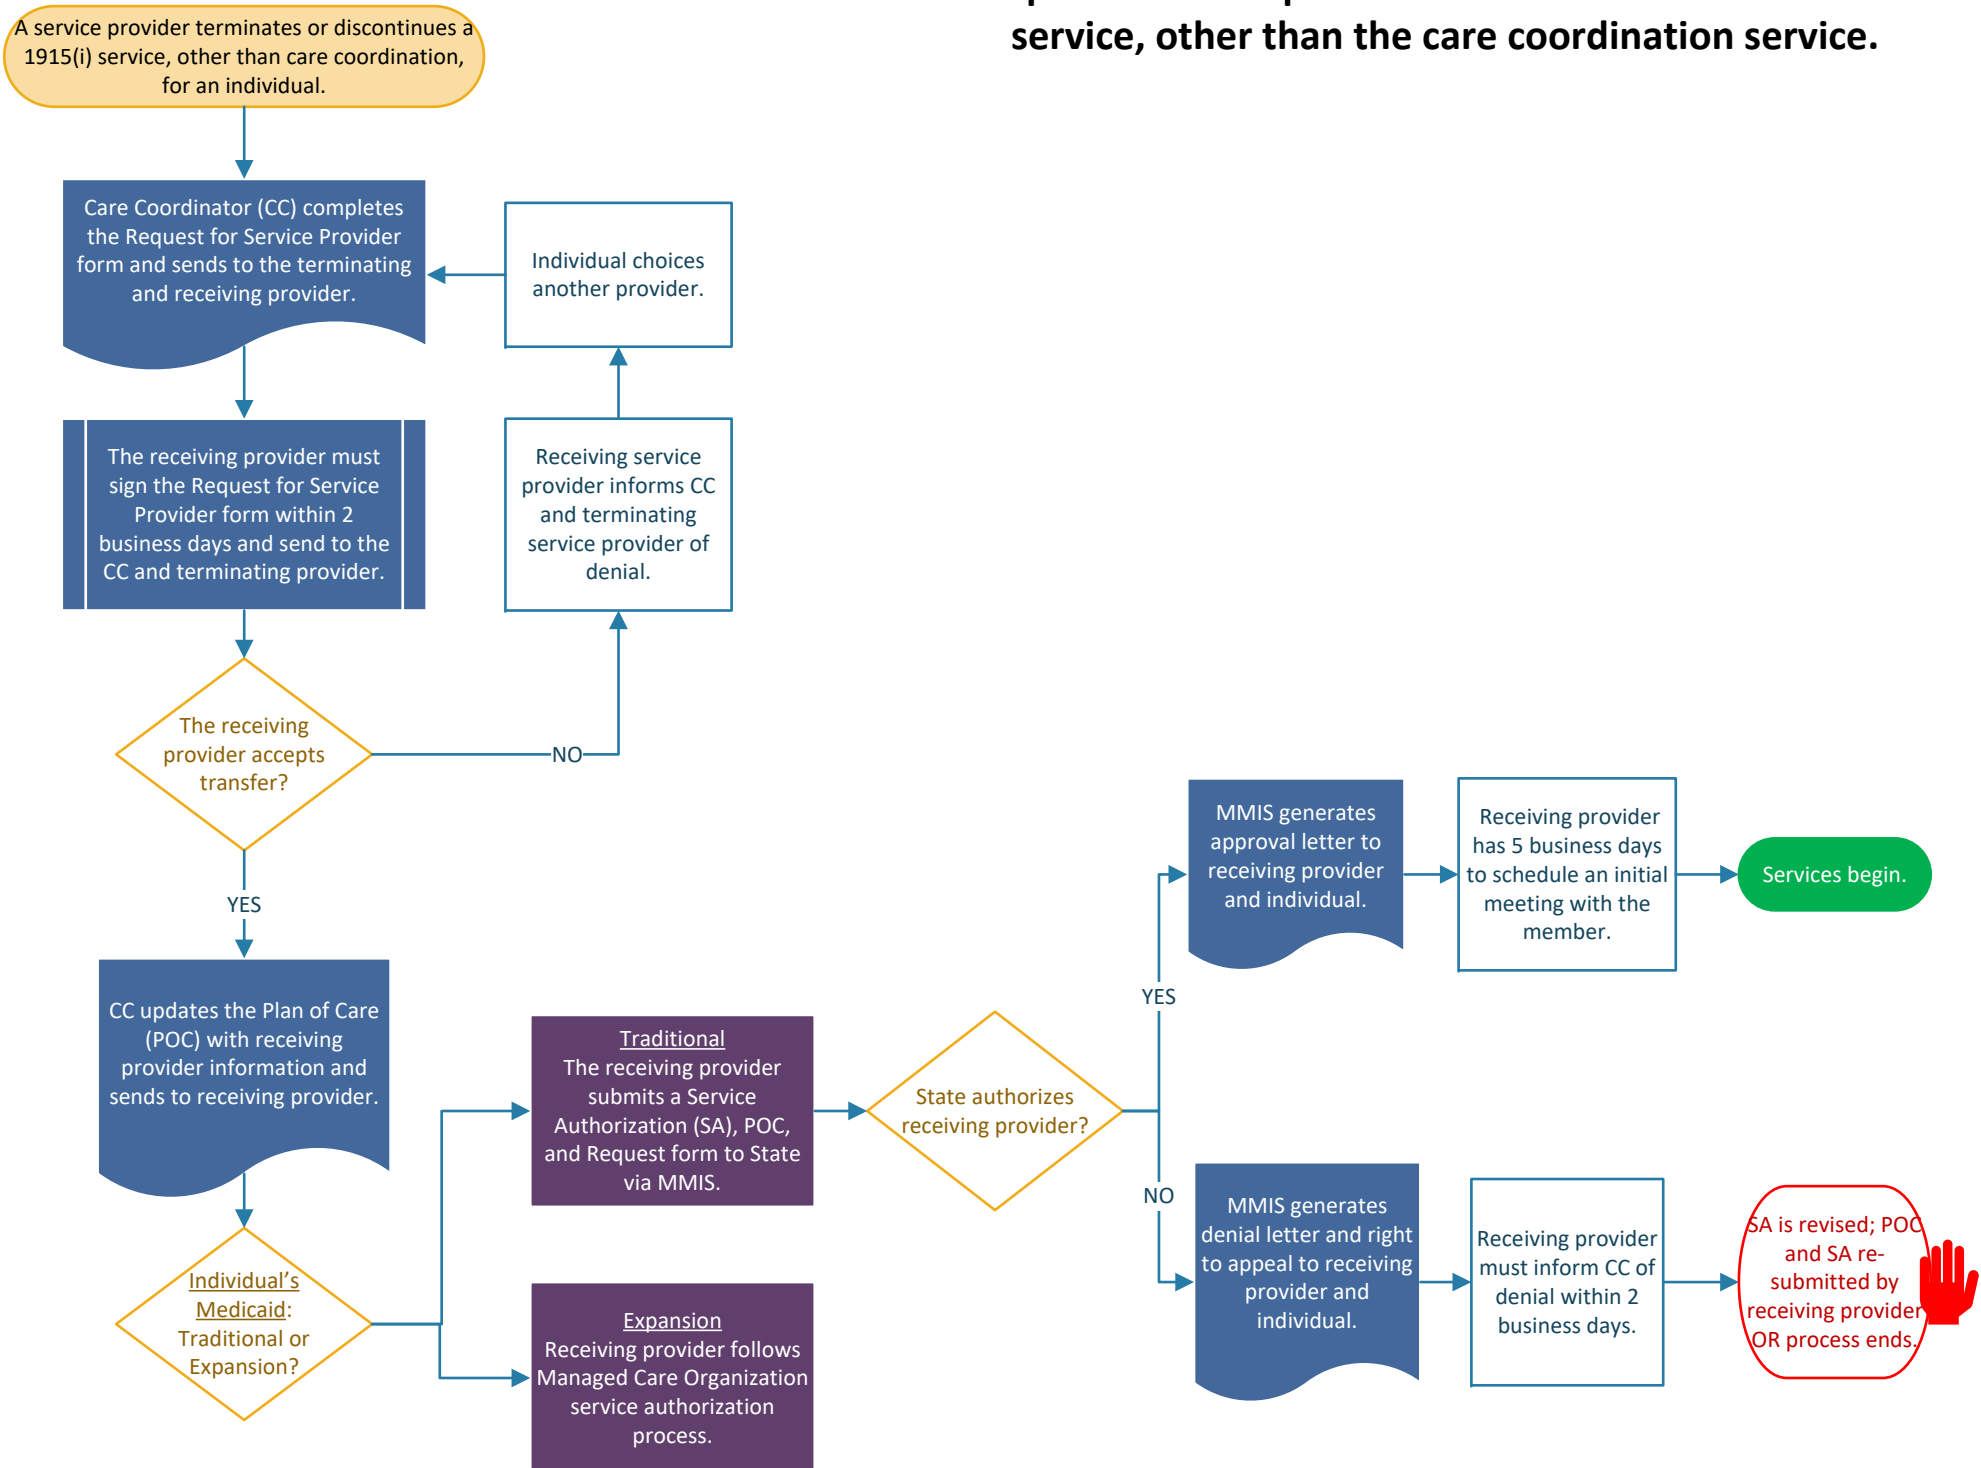 service, other than the care coordination service.
A service provider terminates or discontinues a
1915(i) service, other than care coordination,
for an individual.
Care Coordinator (CC) completes
the Request for Service Provider
form and sends to the terminating
and receiving provider.
Individual choices
another provider.
The receiving provider must
sign the Request for Service
Provider form within 2
business days and send to the
CC and terminating provider.
Receiving service
provider informs CC
and terminating
service provider of
denial.
The receiving
provider accepts
transfer?
NO
YES
CC updates the Plan of Care
(POC) with receiving
provider information and
sends to receiving provider.
Individual’s
Medicaid:
Traditional or
Expansion?
Traditional
The receiving provider
submits a Service
Authorization (SA), POC,
and Request form to State
via MMIS.
Expansion
Receiving provider follows
Managed Care Organization
service authorization
process.
State authorizes
receiving provider?
YES
MMIS generates
approval letter to
receiving provider
and individual.
Receiving provider
has 5 business days
to schedule an initial
meeting with the
member.
Services begin.
NO
MMIS generates
denial letter and right
to appeal to receiving
provider and
individual.
Receiving provider
must inform CC of
denial within 2
business days.
SA is revised; POC
and SA re-
submitted by
receiving provider
OR process ends.